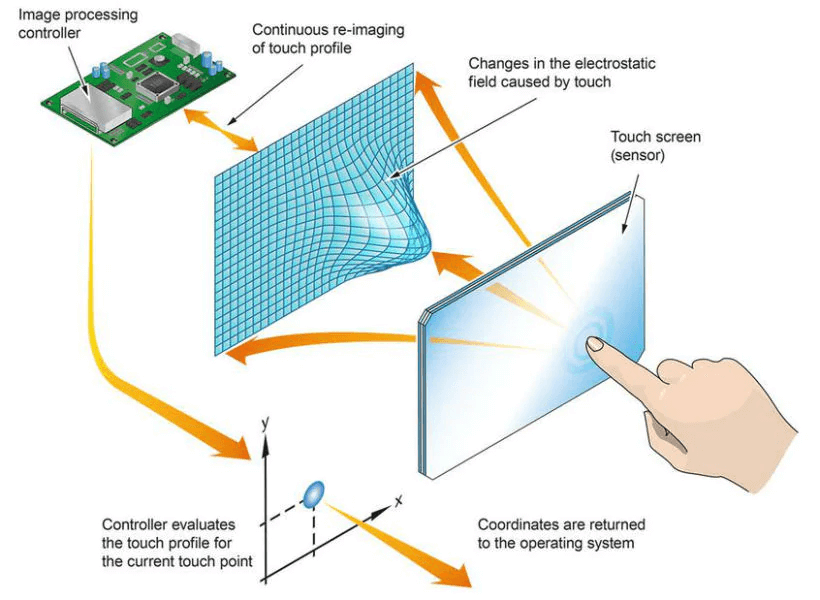 Image processing
controller
Continuous re-imaging
of touch profile
Changes in the electrostatic
field caused by touch
Touch screen
(sensor)
y
x
Controller evaluates
the touch profile for
the current touch point
Coordinates are returned
to the operating system